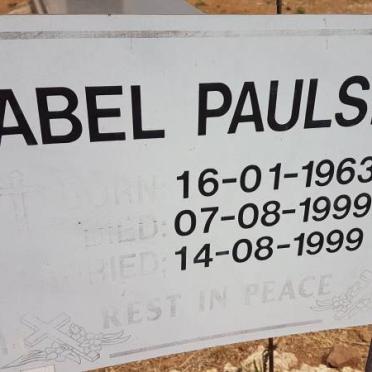 ABEL PAULS
BORN: 16-01-1963
DIED: 07-08-1999
BURIED: 14-08-1999
REST IN PEACE